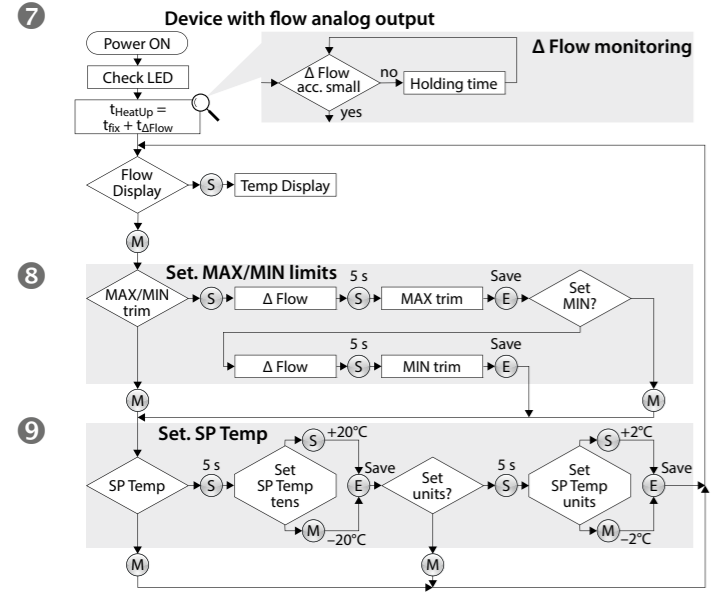 7
Device with flow analog output
Power ON
Check LED
tHeatUp =
tfix + tΔFlow
Δ Flow monitoring
Δ Flow
acc. small
no
Holding time
yes
Flow
Display
S
Temp Display
M
8
Set. MAX/MIN limits
MAX/MIN
trim
S
Δ Flow
5 s
S
MAX trim
Save
E
Set
MIN?
Δ Flow
5 s
S
MIN trim
Save
E
M
M
9
Set. SP Temp
SP Temp
5 s
S
Set
SP Temp
tens
S
+20°C
M
–20°C
Save
E
Set
units?
5 s
S
Set
SP Temp
units
S
+2°C
M
–2°C
Save
E
M
M